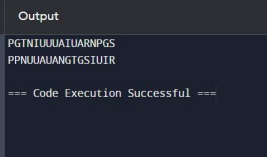 Output
PGTNIUUUAIUARNPGS
PPNUUAUANGTGSIUIR
=== Code Execution Successful ===